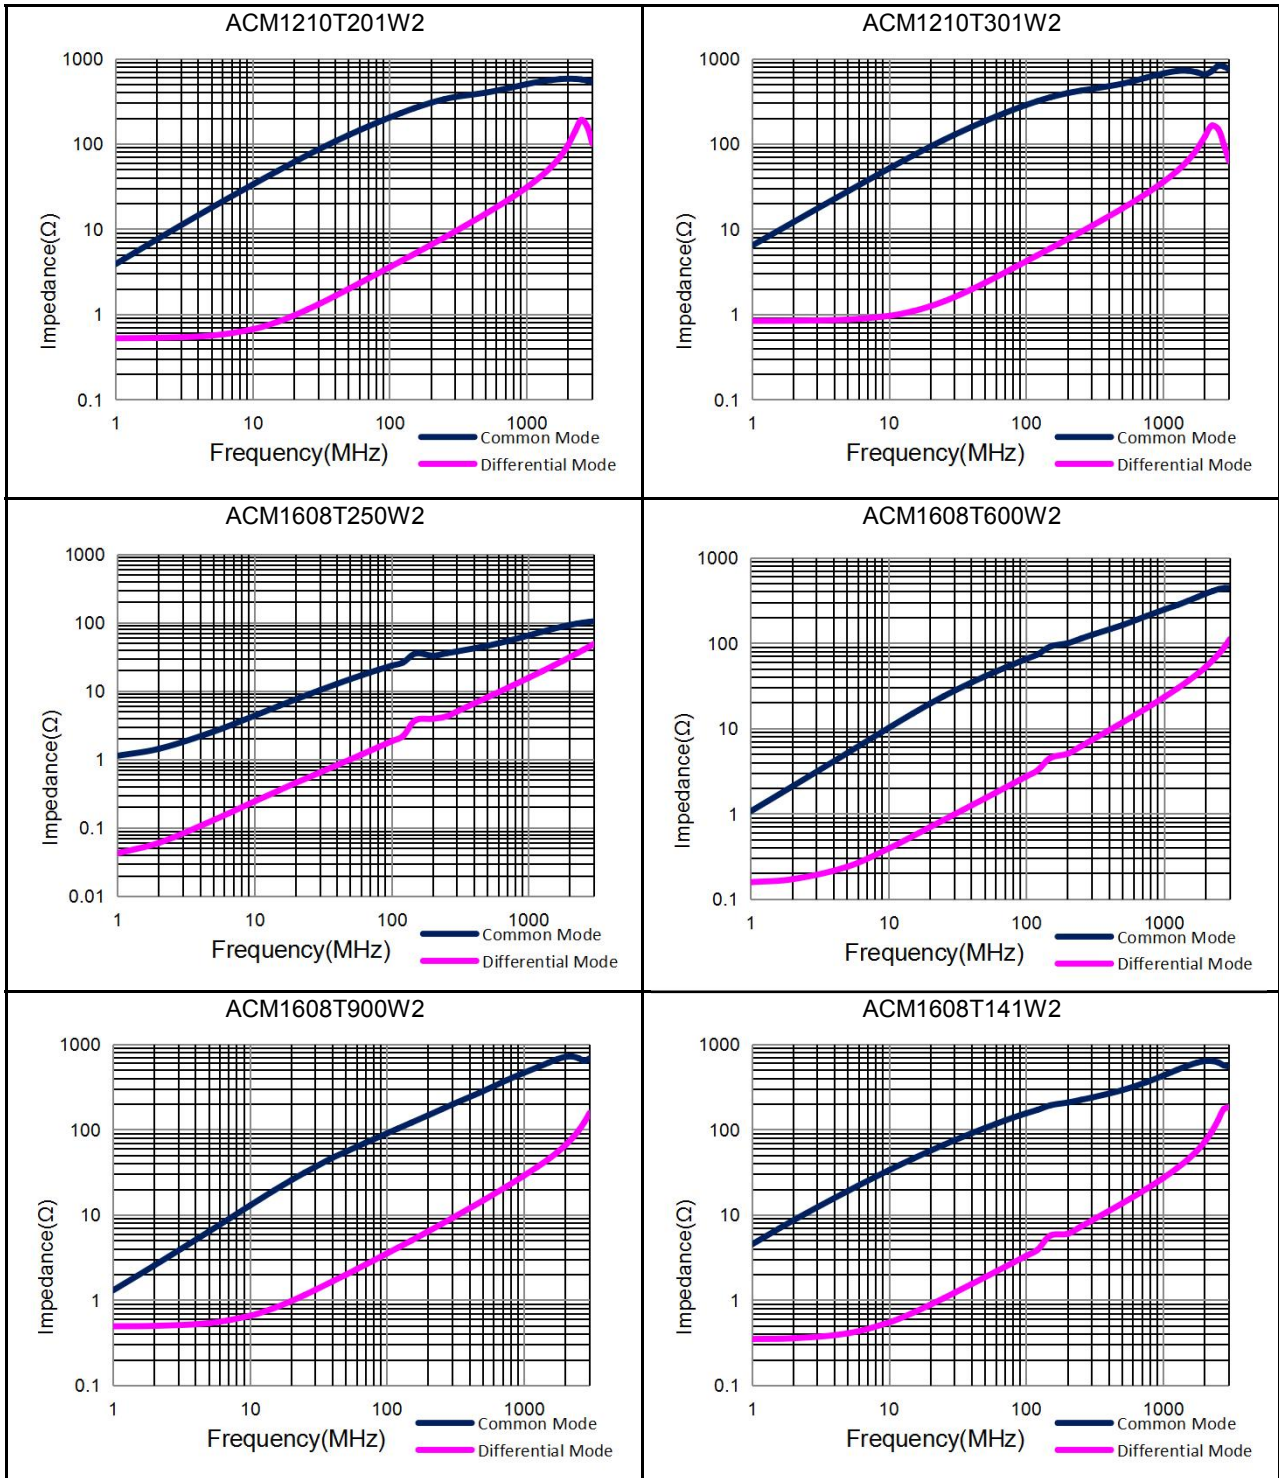 ACM1210T201W2
1000
100
10
1
0.1
Impedance(Ω)
1 10 100 1000
Frequency(MHz)
Common Mode
Differential Mode
ACM1210T301W2
1000
100
10
1
0.1
Impedance(Ω)
1 10 100 1000
Frequency(MHz)
Common Mode
Differential Mode
ACM1608T250W2
1000
100
10
1
0.1
0.01
Impedance(Ω)
1 10 100 1000
Frequency(MHz)
Common Mode
Differential Mode
ACM1608T600W2
1000
100
10
1
0.1
Impedance(Ω)
1 10 100 1000
Frequency(MHz)
Common Mode
Differential Mode
ACM1608T900W2
1000
100
10
1
0.1
Impedance(Ω)
1 10 100 1000
Frequency(MHz)
Common Mode
Differential Mode
ACM1608T141W2
1000
100
10
1
0.1
Impedance(Ω)
1 10 100 1000
Frequency(MHz)
Common Mode
Differential Mode